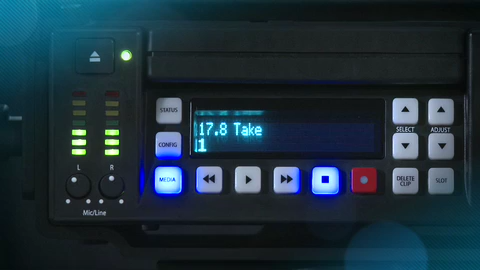 STATUS
17.8 Take
1
CONFIG
SELECT
ADJUST
L
R
MEDIA
DELETE
CLIP
SLOT
Mic/Line